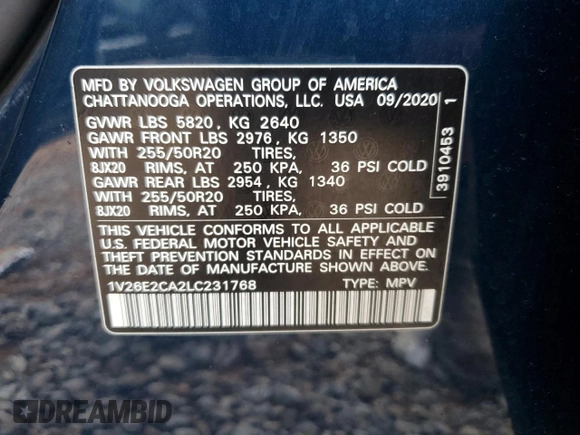 MFD BY VOLKSWAGEN GROUP OF AMERICA
CHATTANOOGA OPERATIONS, LLC. USA 09/2020
GVWR LBS 5820, KG 2640
GAWR FRONT LBS 2976, KG 1350
WITH 255/50R20 TIRES,
8JX20 RIMS, AT 250 KPA, 36 PSI COLD
GAWR REAR LBS 2954, KG 1340
WITH 255/50R20 TIRES,
8JX20 RIMS, AT 250 KPA, 36 PSI COLD
THIS VEHICLE CONFORMS TO ALL APPLICABLE
U.S. FEDERAL MOTOR VEHICLE SAFETY AND
THEFT PREVENTION STANDARDS IN EFFECT ON
THE DATE OF MANUFACTURE SHOWN ABOVE.
1V26E2CA2LC231768 TYPE: MPV
3910453 1
DREAMBID